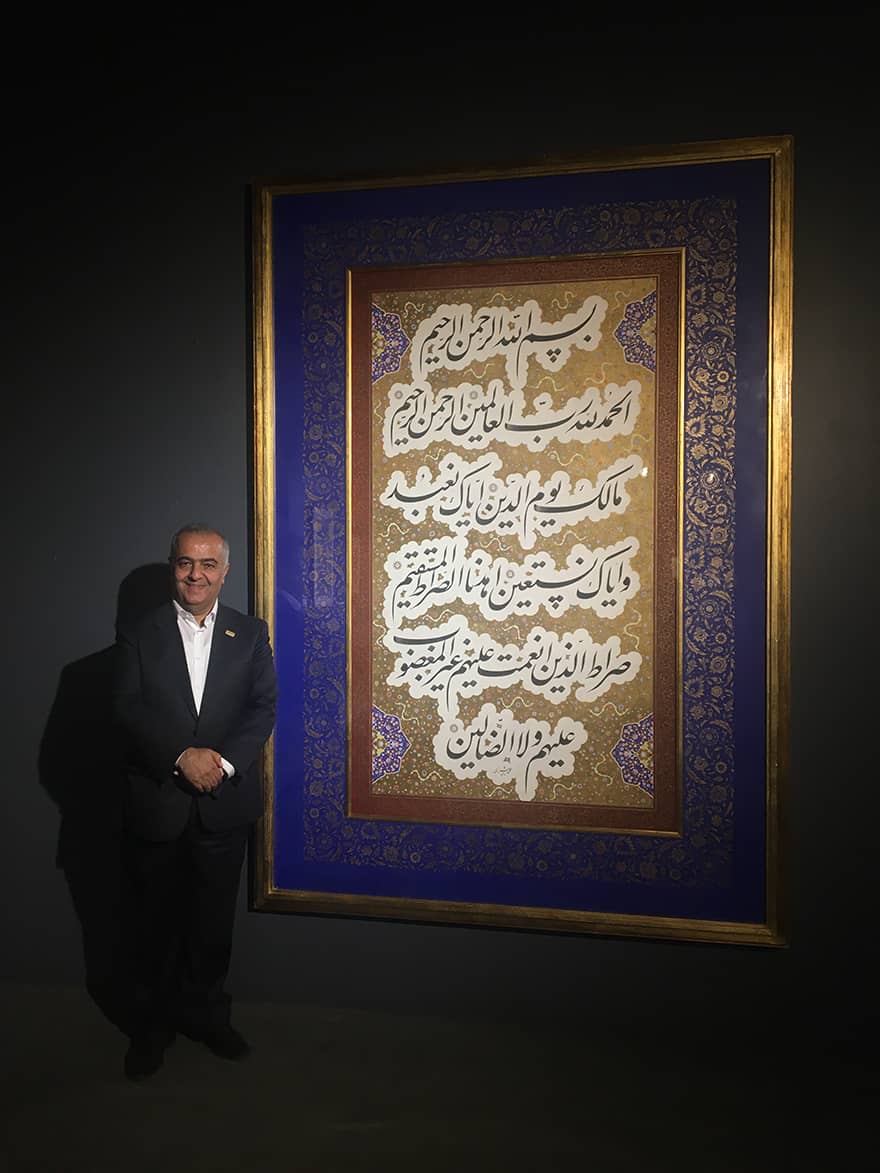 بسم الله الرحمن الرحیم
الحمد لله رب العالمین الرحمن الرحیم
مالک یوم الدین ایاک نعبد
وایاک نستعین اهدنا الصراط المستقیم
صراط الذین انعمت علیهم غیر المغضوب
علیهم ولا الضالین